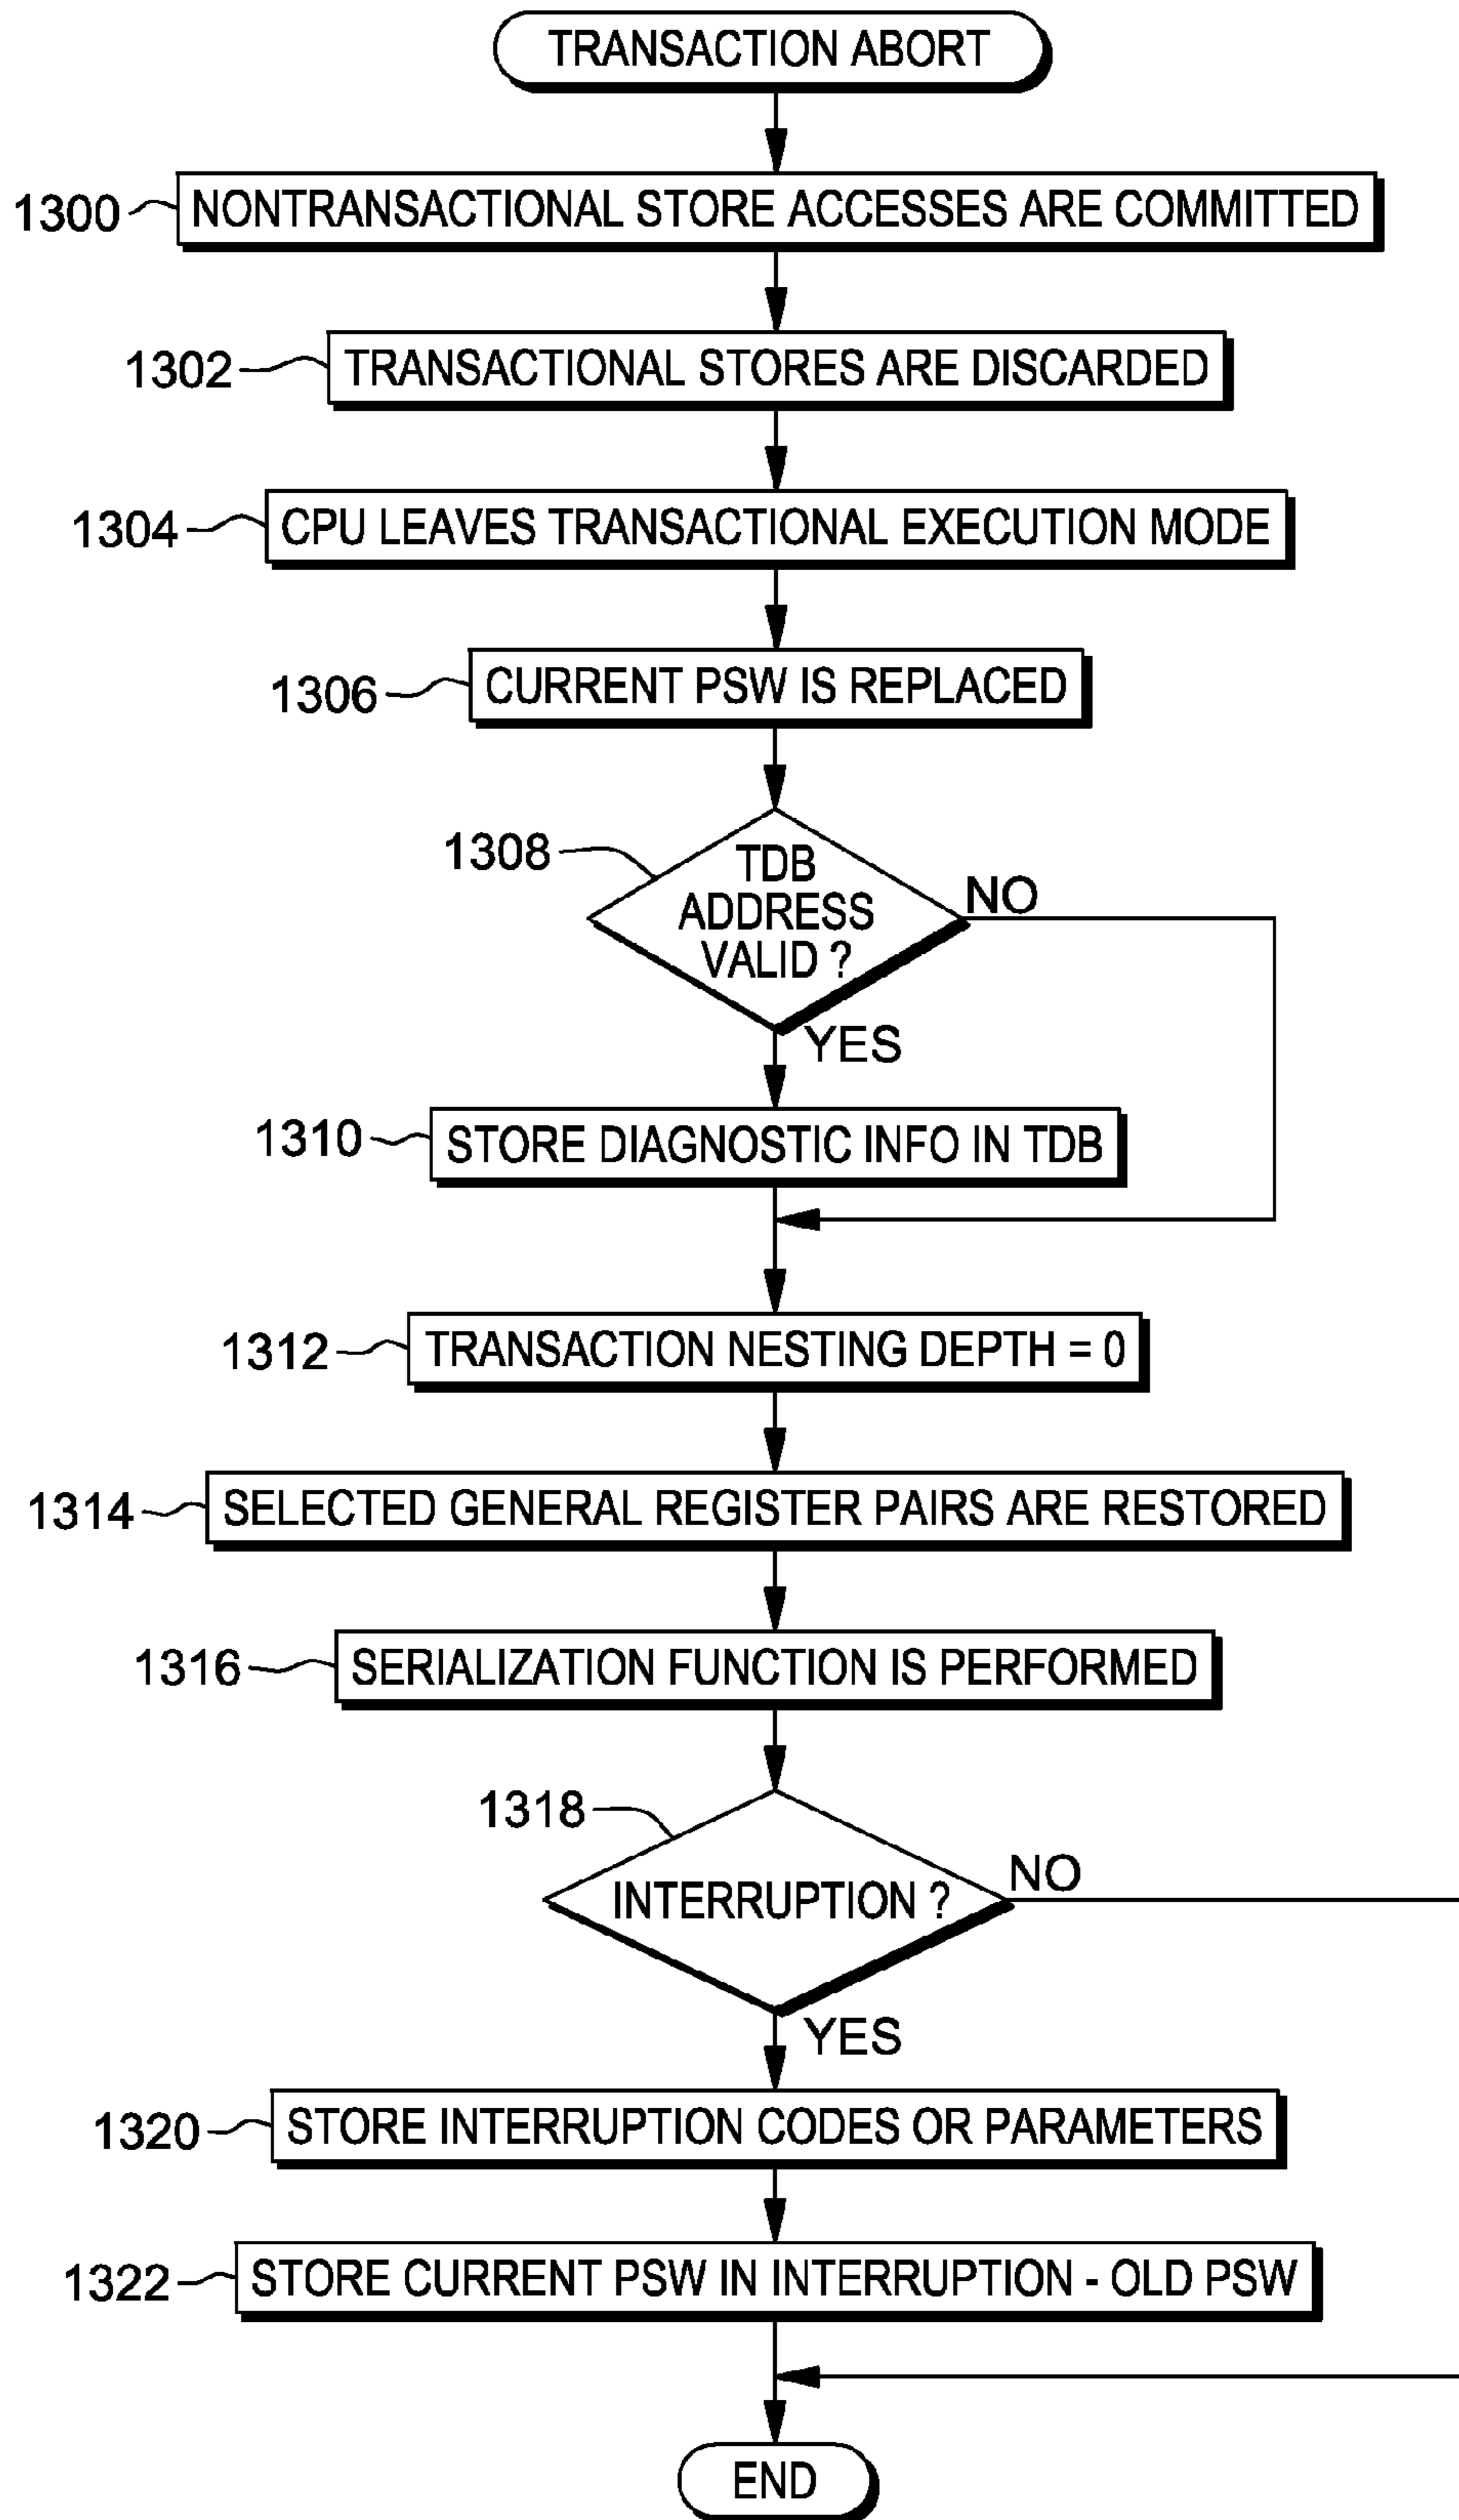 TRANSACTION ABORT
1300
NONTRANSACTIONAL STORE ACCESSES ARE COMMITTED
1302
TRANSACTIONAL STORES ARE DISCARDED
1304
CPU LEAVES TRANSACTIONAL EXECUTION MODE
1306
CURRENT PSW IS REPLACED
1308
TDB
ADDRESS
VALID ?
NO
YES
1310
STORE DIAGNOSTIC INFO IN TDB
1312
TRANSACTION NESTING DEPTH = 0
1314
SELECTED GENERAL REGISTER PAIRS ARE RESTORED
1316
SERIALIZATION FUNCTION IS PERFORMED
1318
INTERRUPTION ?
NO
YES
1320
STORE INTERRUPTION CODES OR PARAMETERS
1322
STORE CURRENT PSW IN INTERRUPTION - OLD PSW
END